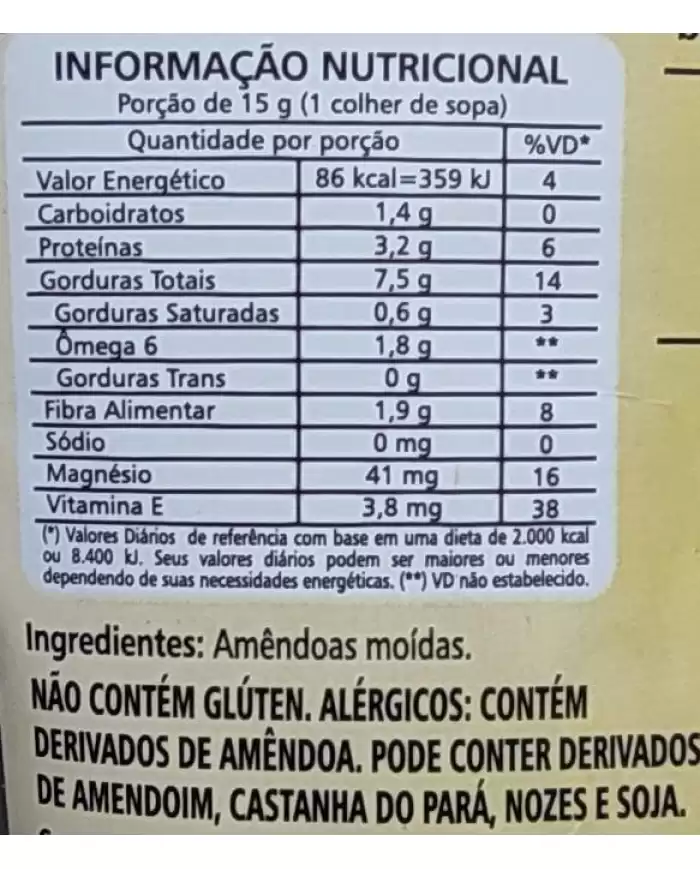 INFORMAÇÃO NUTRICIONAL
Porção de 15 g (1 colher de sopa)
Quantidade por porção %VD*
Valor Energético 86 kcal=359 kJ 4
Carboidratos 1,4 g 0
Proteínas 3,2 g 6
Gorduras Totais 7,5 g 14
Gorduras Saturadas 0,6 g 3
Ômega 6 1,8 g **
Gorduras Trans 0 g **
Fibra Alimentar 1,9 g 8
Sódio 0 mg 0
Magnésio 41 mg 16
Vitamina E 3,8 mg 38
(*) Valores Diários de referência com base em uma dieta de 2.000 kcal
ou 8.400 kJ. Seus valores diários podem ser maiores ou menores
dependendo de suas necessidades energéticas. (**) VD não estabelecido.
Ingredientes: Amêndoas moídas.
NÃO CONTÉM GLÚTEN. ALÉRGICOS: CONTÉM
DERIVADOS DE AMÊNDOA. PODE CONTER DERIVADOS
DE AMENDOIM, CASTANHA DO PARÁ, NOZES E SOJA.